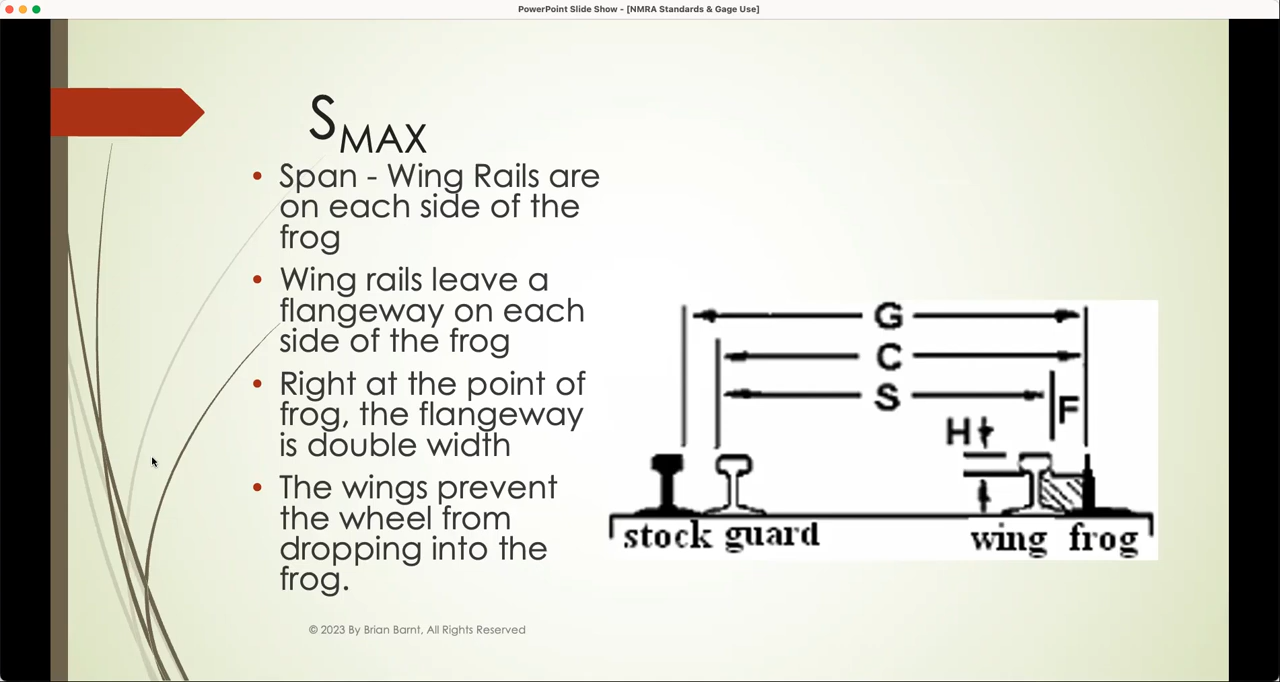 PowerPoint Slide Show - [NMRA Standards & Gage Use]
SMAX
• Span - Wing Rails are
on each side of the
frog
• Wing rails leave a
flangeway on each
side of the frog
• Right at the point of
frog, the flangeway
is double width
• The wings prevent
the wheel from
dropping into the
frog.
G
C
S
F
H
stock guard
wing frog
© 2023 By Brian Barnt, All Rights Reserved